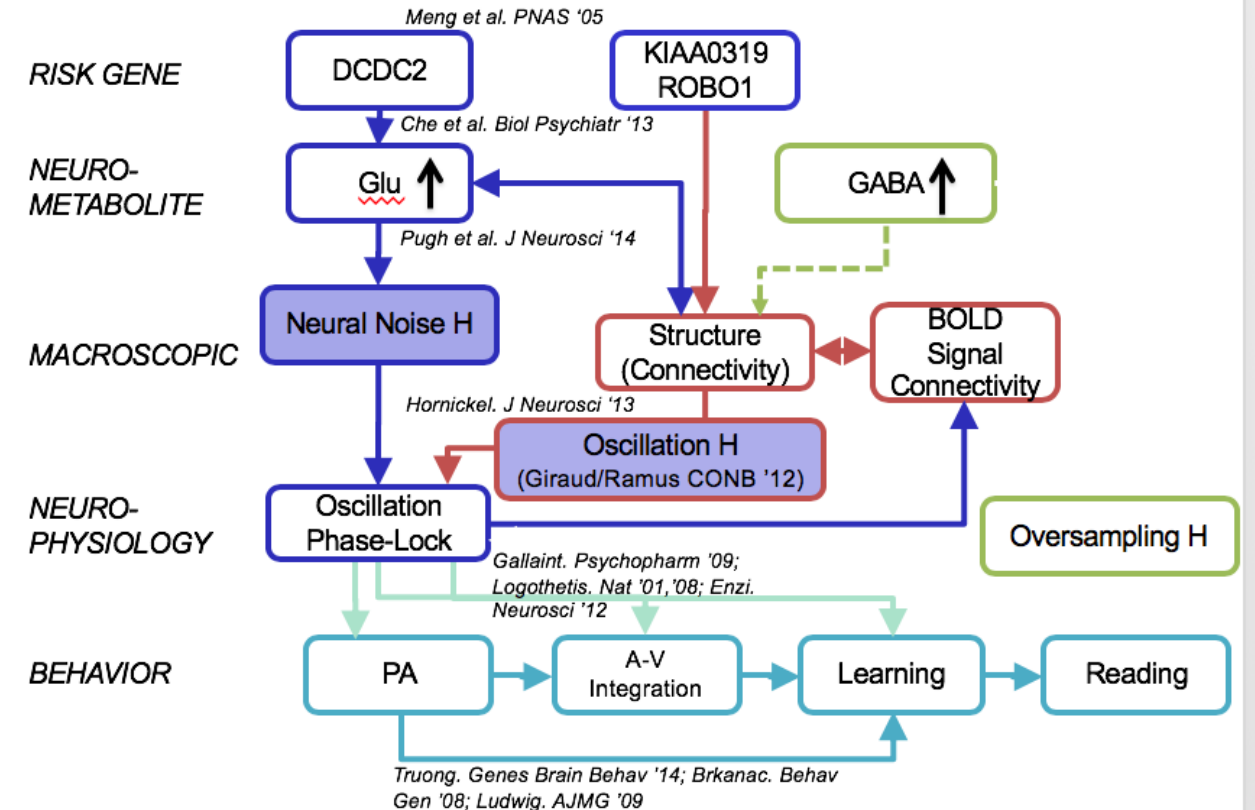 Meng et al. PNAS '05
RISK GENE
DCDC2
KIAA0319
ROBO1
Che et al. Biol Psychiatr '13
NEURO-
METABOLITE
Glu
GABA
Pugh et al. J Neurosci '14
Neural Noise H
MACROSCOPIC
Structure
(Connectivity)
BOLD
Signal
Connectivity
Hornickel. J Neurosci '13
Oscillation H
(Giraud/Ramus CONB '12)
NEURO-
PHYSIOLOGY
Oscillation
Phase-Lock
Oversampling H
Gallaint. Psychopharm '09;
Logothetis. Nat '01,'08; Enzi.
Neurosci '12
BEHAVIOR
PA
A-V
Integration
Learning
Reading
Truong. Genes Brain Behav '14; Brkanac. Behav
Gen '08; Ludwig. AJMG '09